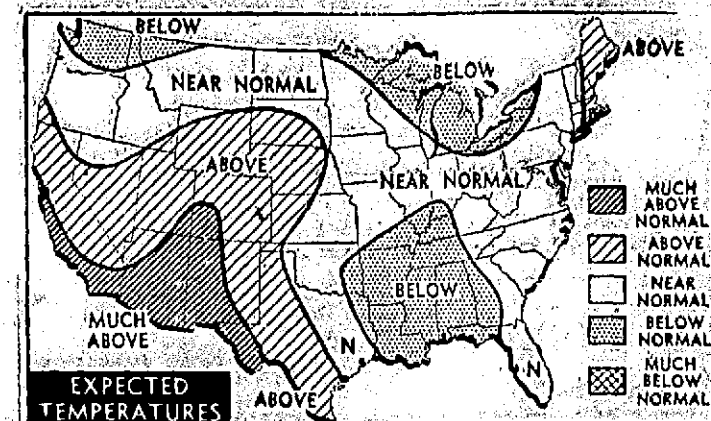 BELOW
ABOVE
BELOW
NEAR NORMAL
ABOVE
NEAR NORMAL
BELOW
MUCH
ABOVE
N
N
ABOVE
EXPECTED
TEMPERATURES
MUCH
ABOVE
NORMAL
ABOVE
NORMAL
NEAR
NORMAL
BELOW
NORMAL
MUCH
BELOW
NORMAL